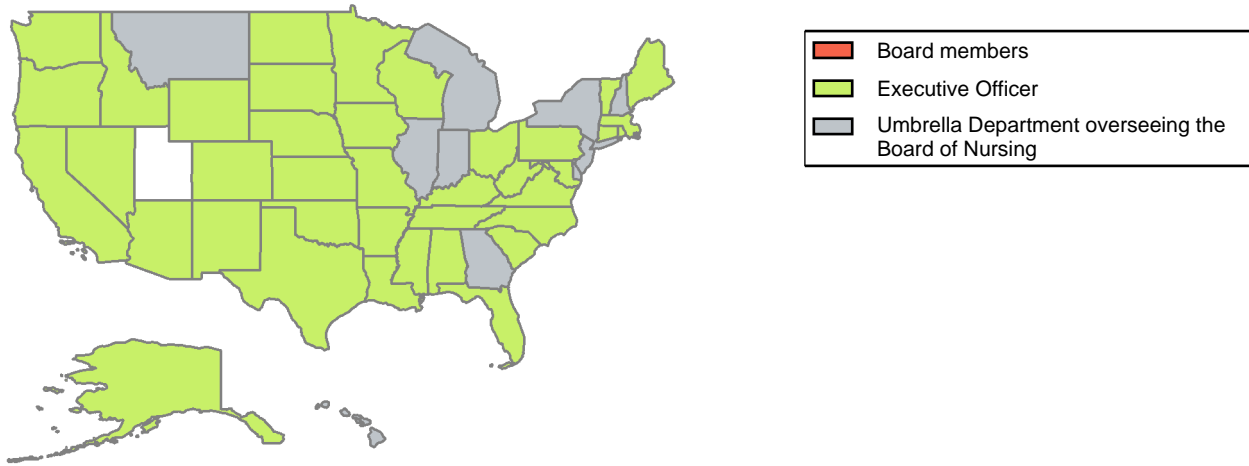 Board members
Executive Officer
Umbrella Department overseeing the
Board of Nursing